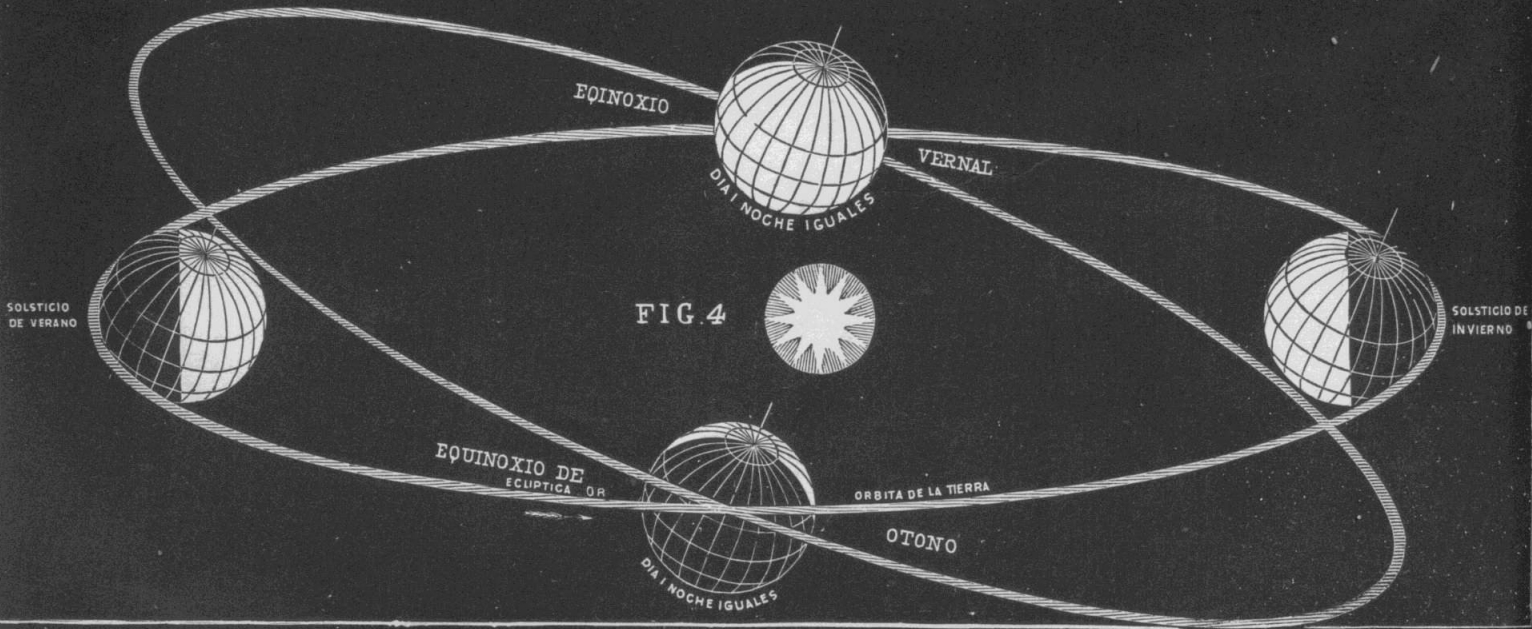 EQINOXIO
VERNAL
DIA I NOCHE IGUALES
SOLSTICIO
DE VERANO
FIG. 4
SOLSTICIO DE
INVIERNO
EQUINOXIO DE
ECLIPTICA OR
ORBITA DE LA TIERRA
OTONO
DIA I NOCHE IGUALES